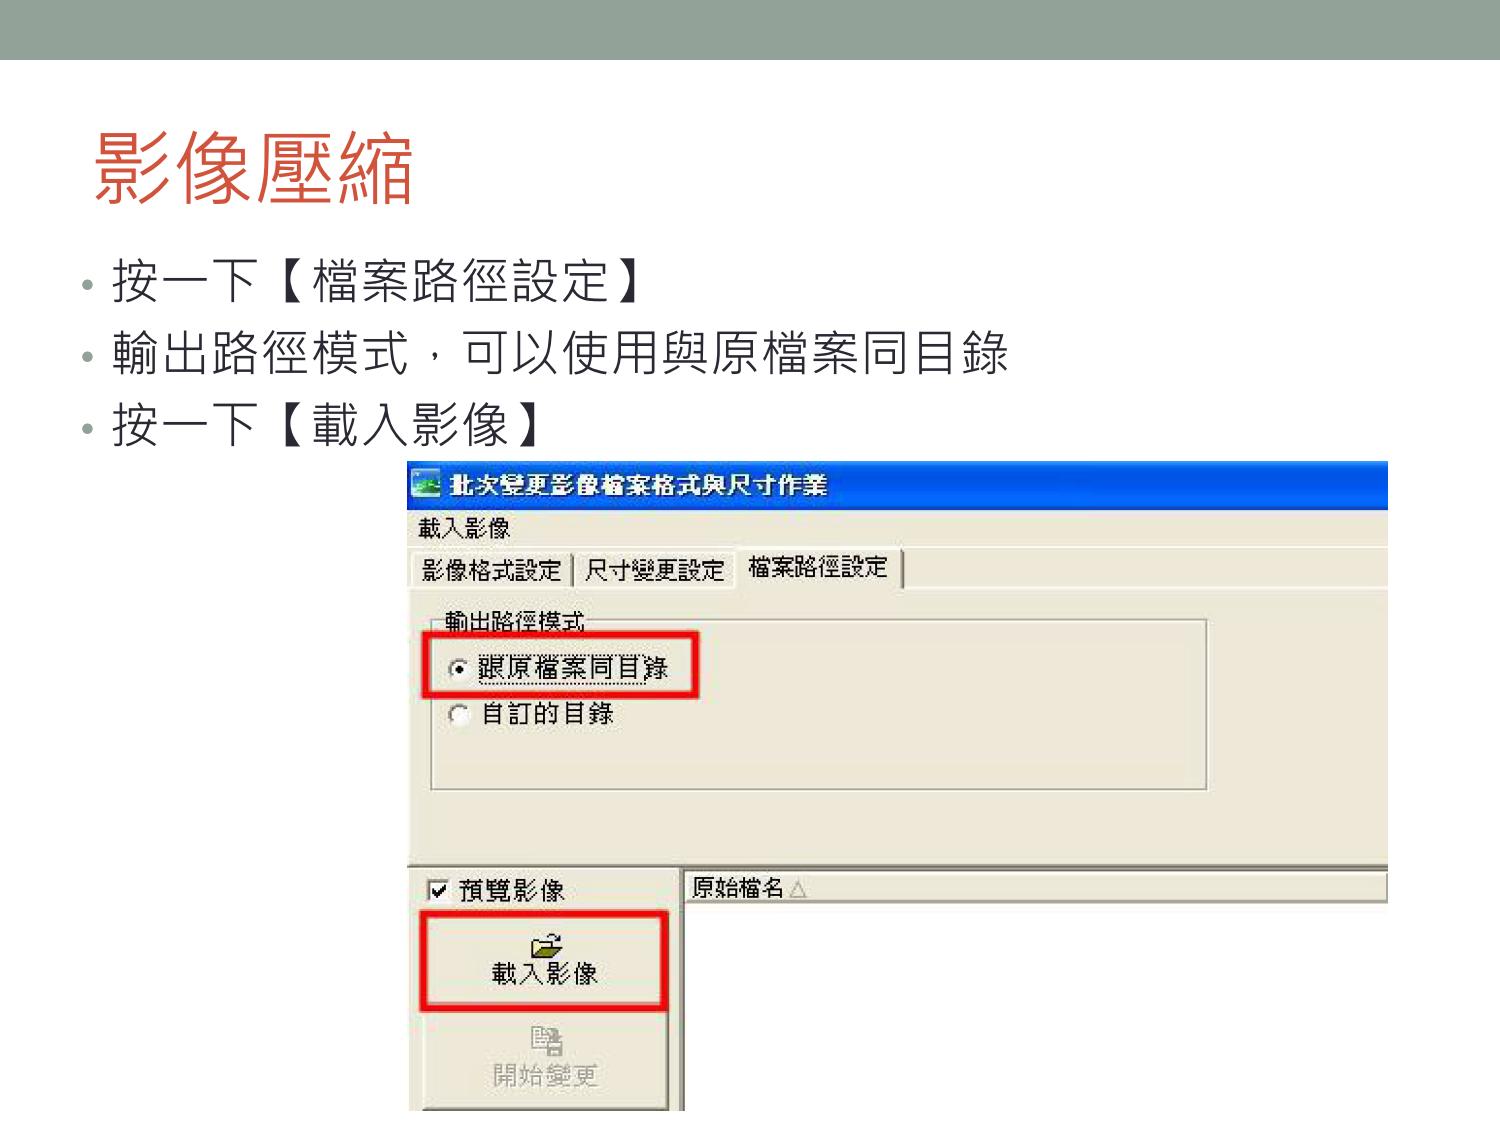 影像壓縮
• 按一下【檔案路徑設定】
• 輸出路徑模式，可以使用與原檔案同目錄
• 按一下【載入影像】
批次變更影像檔案格式與尺寸作業
載入影像
影像格式設定 尺寸變更設定 檔案路徑設定
輸出路徑模式
跟原檔案同目錄
自訂的目錄
預覽影像 原始檔名
載入影像
開始變更